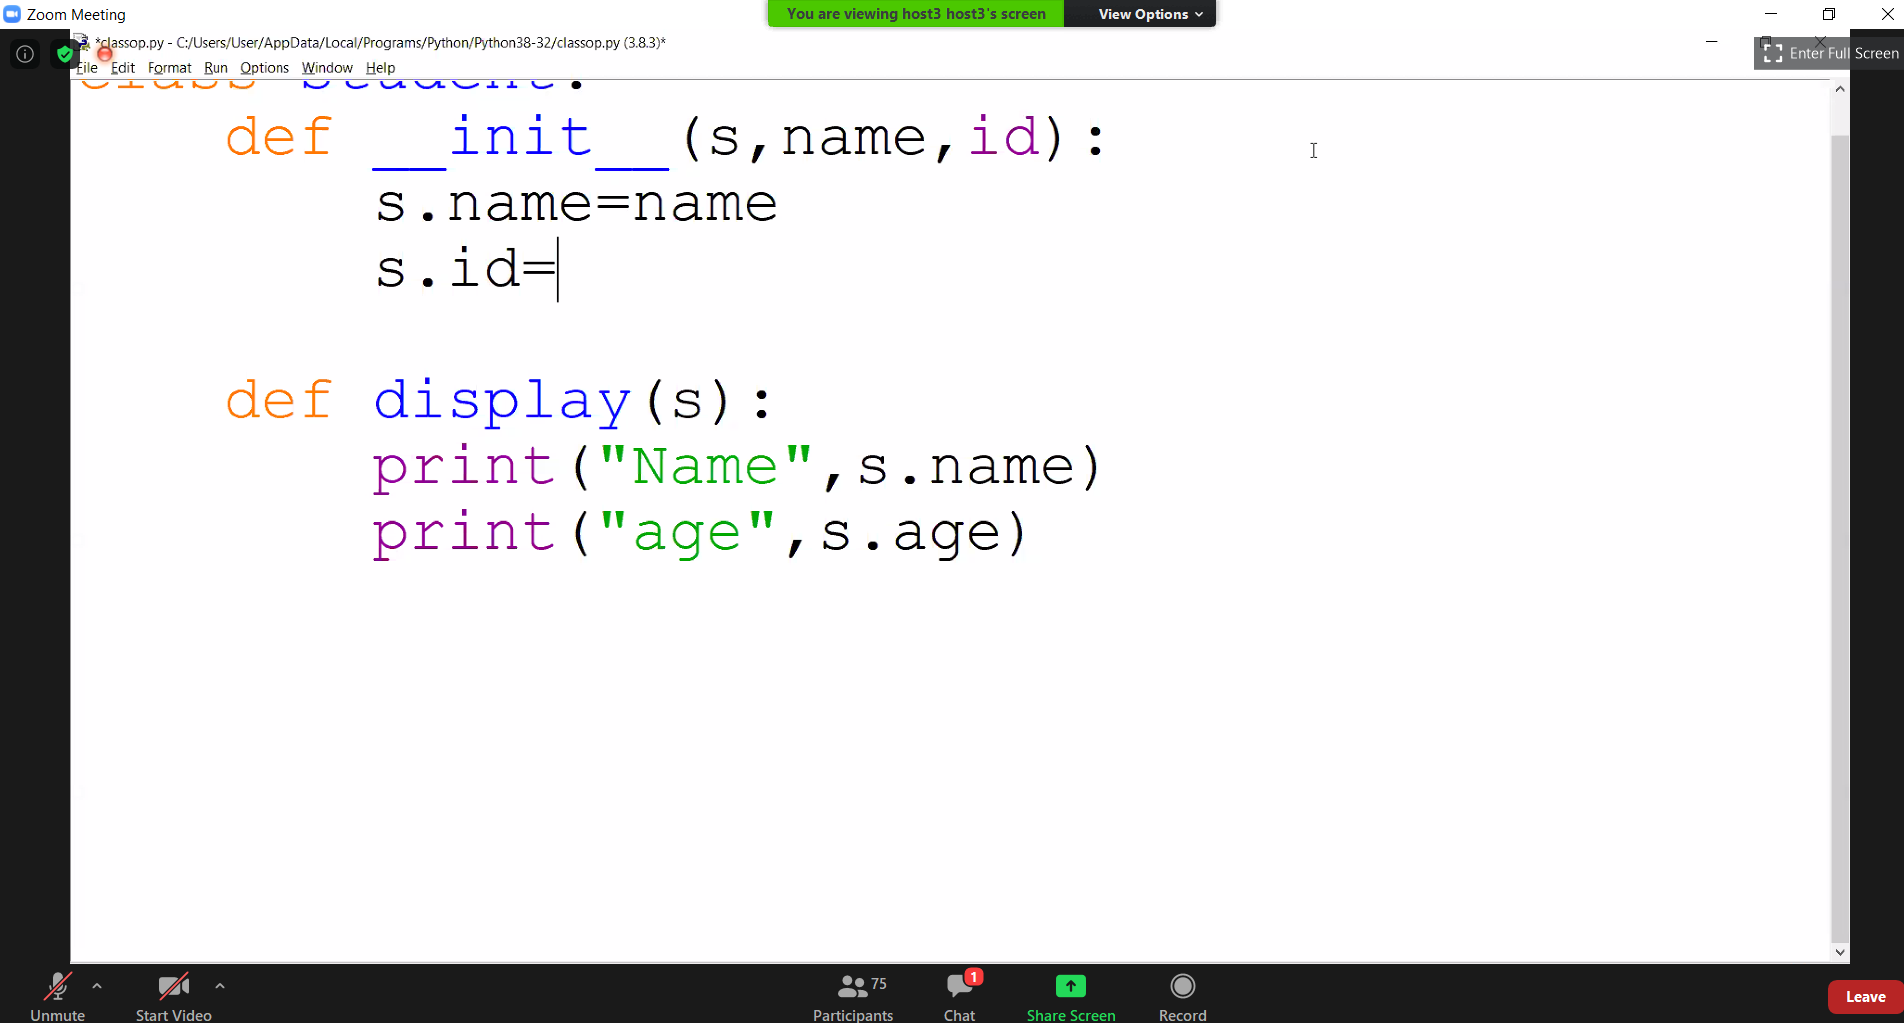 Zoom Meeting
You are viewing host3 host3's screen
View Options
*classop.py - C:/Users/User/AppData/Local/Programs/Python/Python38-32/classop.py (3.8.3)*
Enter Full Screen
File Edit Format Run Options Window Help
class Student:
def __init__(s,name,id):
s.name=name
s.id=
def display(s):
print("Name",s.name)
print("age",s.age)
75
1
Unmute
Start Video
Participants
Chat
Share Screen
Record
Leave